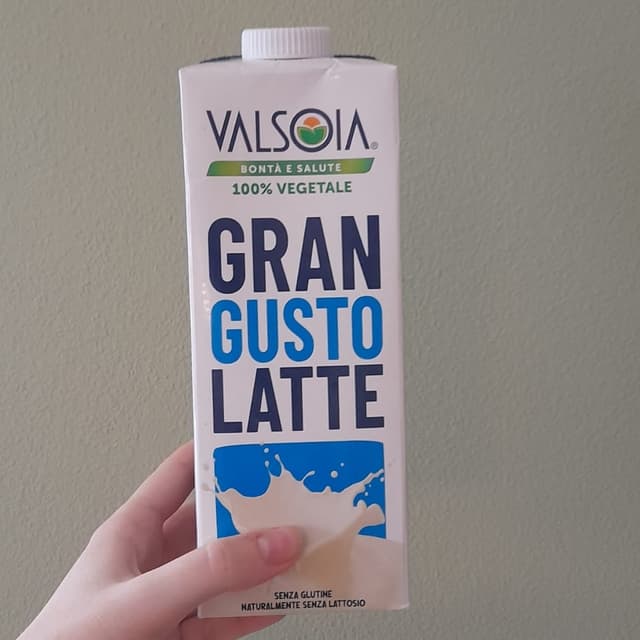 VALSOIA®
BONTÀ E SALUTE
100% VEGETALE
GRAN
GUSTO
LATTE
SENZA GLUTINE
NATURALMENTE SENZA LATTOSIO